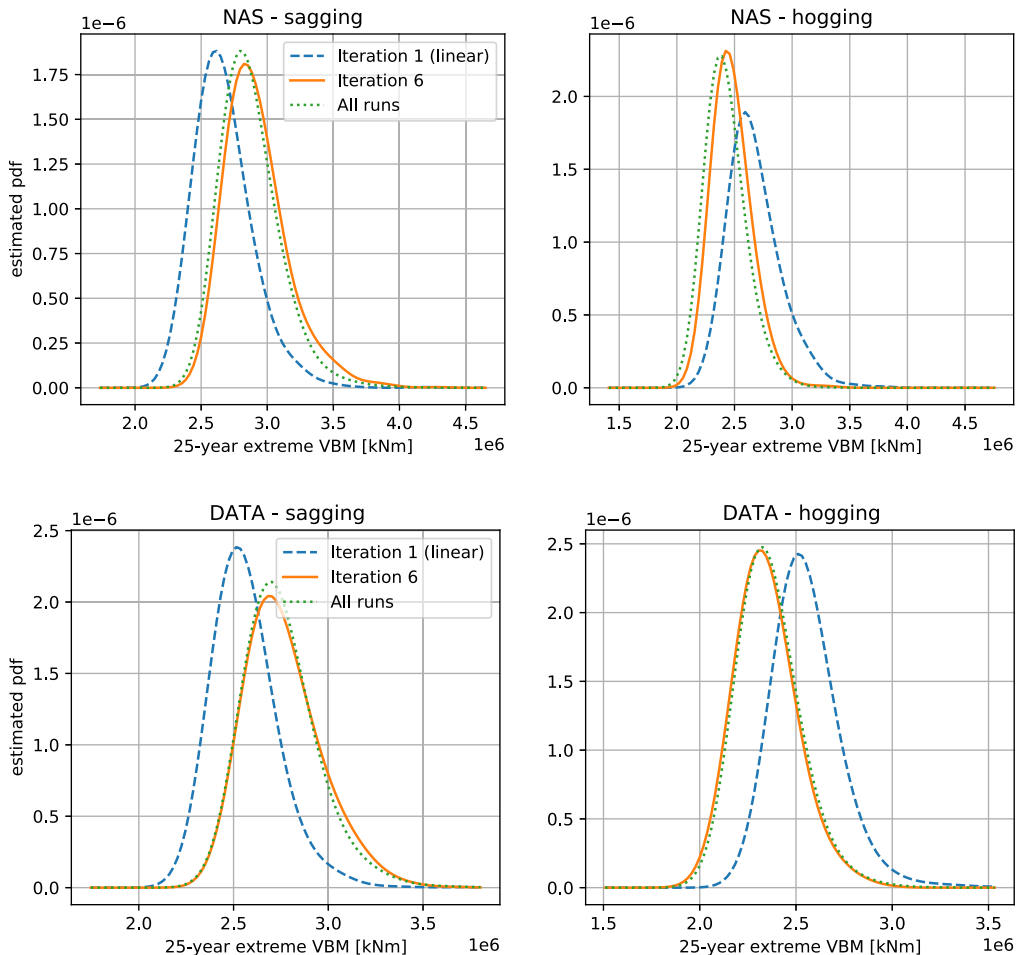 NAS - sagging
1e−6
Iteration 1 (linear)
Iteration 6
All runs
1.75
1.50
1.25
1.00
0.75
0.50
0.25
0.00
estimated pdf
2.0 2.5 3.0 3.5 4.0 4.5
25-year extreme VBM [kNm]
1e6
NAS - hogging
1e−6
2.0
1.5
1.0
0.5
0.0
1.5 2.0 2.5 3.0 3.5 4.0 4.5
25-year extreme VBM [kNm]
1e6
DATA - sagging
1e−6
Iteration 1 (linear)
Iteration 6
All runs
2.5
2.0
1.5
1.0
0.5
0.0
estimated pdf
2.0 2.5 3.0 3.5
25-year extreme VBM [kNm]
1e6
DATA - hogging
1e−6
2.5
2.0
1.5
1.0
0.5
0.0
1.5 2.0 2.5 3.0 3.5
25-year extreme VBM [kNm]
1e6